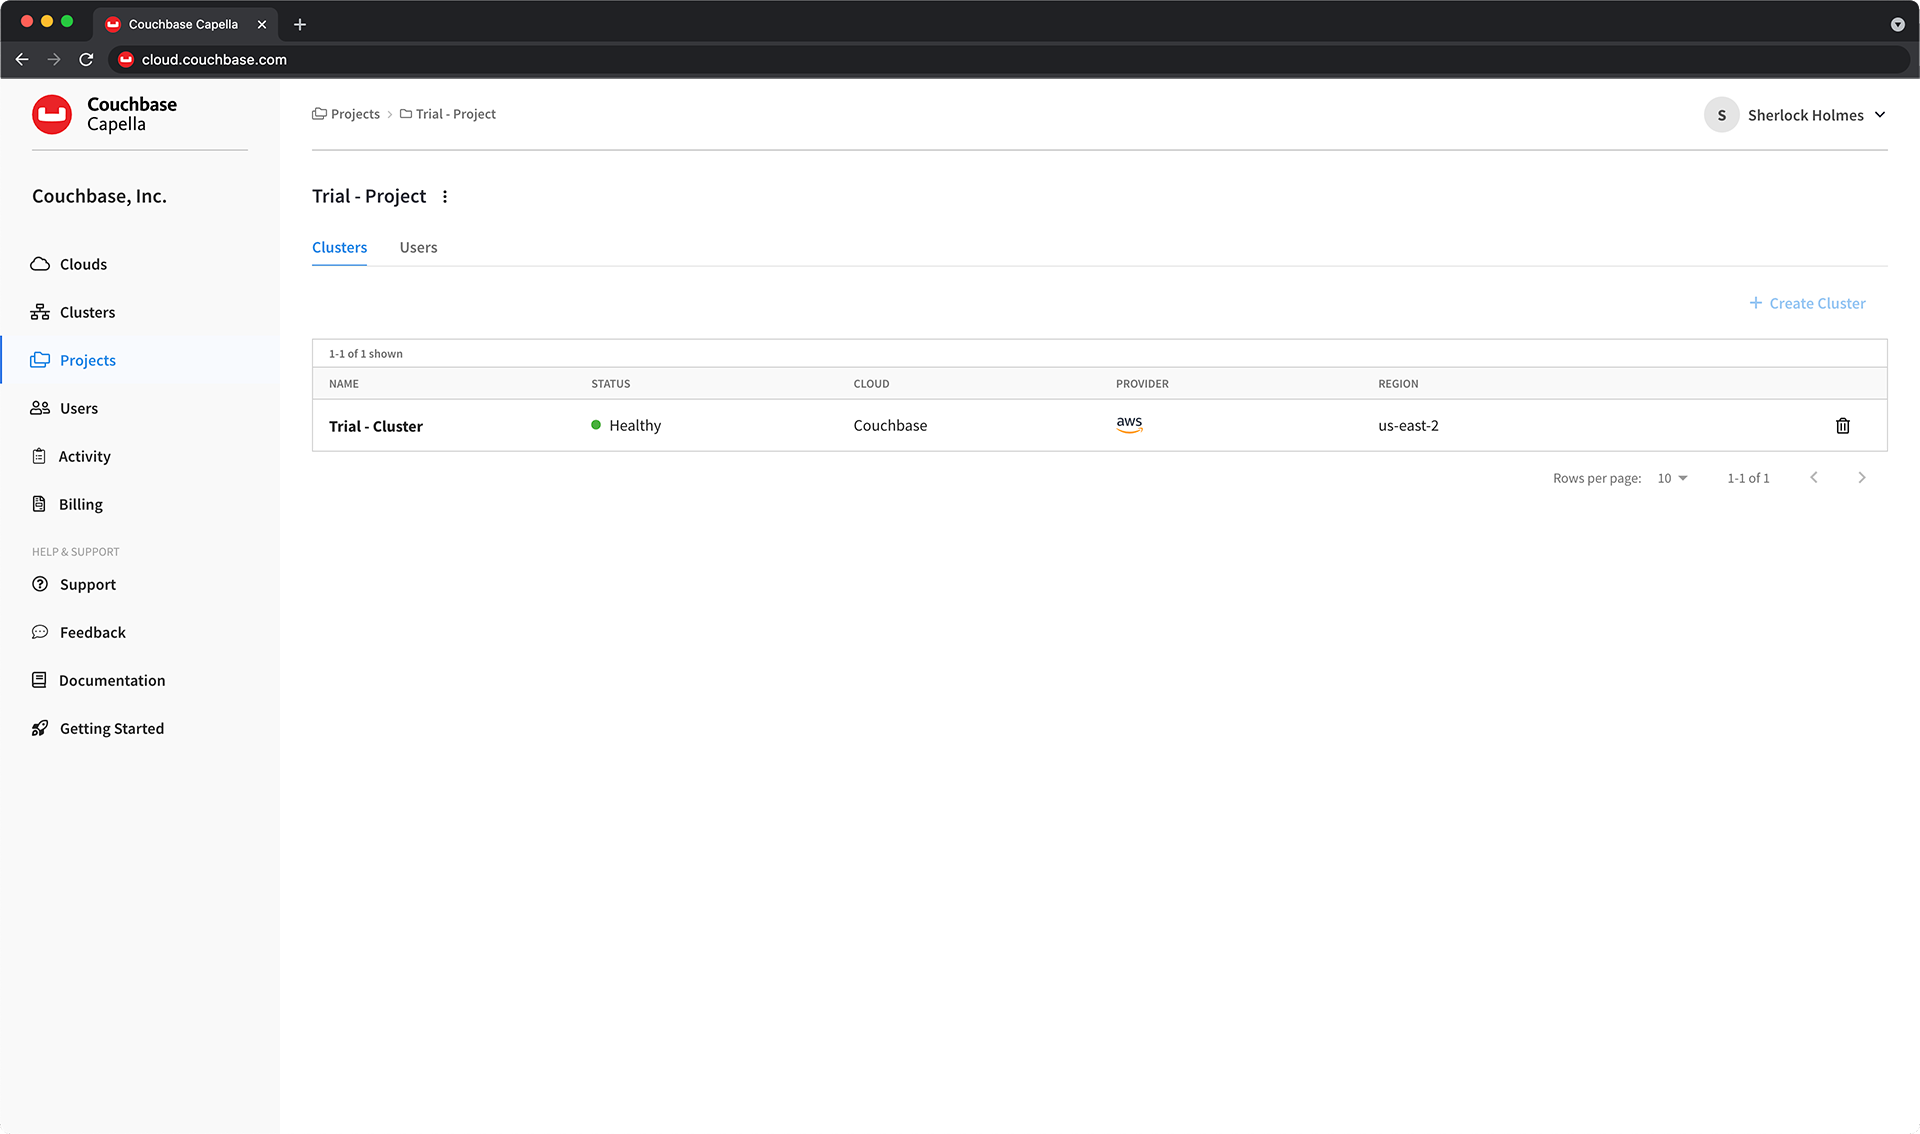 Couchbase Capella
cloud.couchbase.com
Couchbase
Capella
Projects
Trial - Project
S
Sherlock Holmes
Couchbase, Inc.
Clouds
Clusters
Projects
Users
Activity
Billing
HELP & SUPPORT
Support
Feedback
Documentation
Getting Started
Trial - Project
Clusters Users
+ Create Cluster
1-1 of 1 shown
NAME STATUS CLOUD PROVIDER REGION
Trial - Cluster Healthy Couchbase aws us-east-2
Rows per page: 10 1-1 of 1